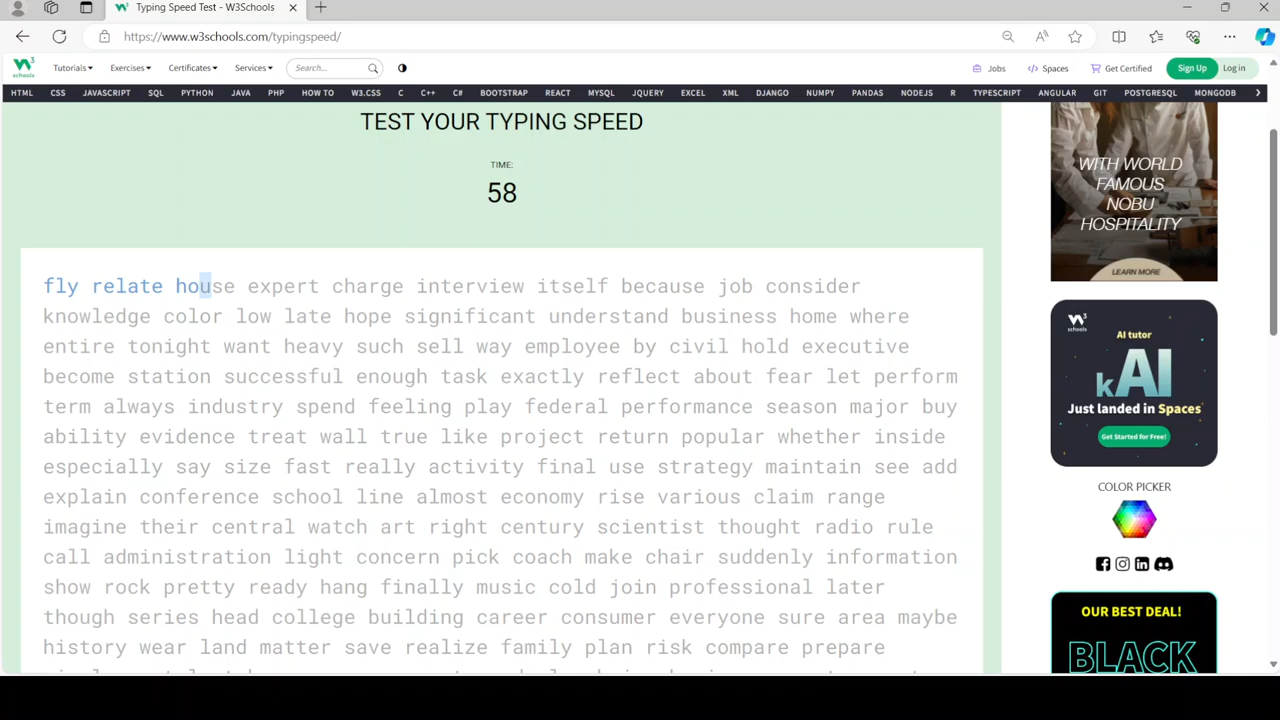 Typing Speed Test - W3Schools
https://www.w3schools.com/typingspeed/
W3 schools Tutorials Exercises Certificates Services Search... Jobs Spaces Get Certified Sign Up Log in
HTML CSS JAVASCRIPT SQL PYTHON JAVA PHP HOW TO W3.CSS C C++ C# BOOTSTRAP REACT MYSQL JQUERY EXCEL XML DJANGO NUMPY PANDAS NODEJS R TYPESCRIPT ANGULAR GIT POSTGRESQL MONGODB
TEST YOUR TYPING SPEED
TIME:
58
fly relate house expert charge interview itself because job consider
knowledge color low late hope significant understand business home where
entire tonight want heavy such sell way employee by civil hold executive
become station successful enough task exactly reflect about fear let perform
term always industry spend feeling play federal performance season major buy
ability evidence treat wall true like project return popular whether inside
especially say size fast really activity final use strategy maintain see add
explain conference school line almost economy rise various claim range
imagine their central watch art right century scientist thought radio rule
call administration light concern pick coach make chair suddenly information
show rock pretty ready hang finally music cold join professional later
though series head college building career consumer everyone sure area maybe
history wear land matter save realize family plan risk compare prepare
WITH WORLD
FAMOUS
NOBU
HOSPITALITY
LEARN MORE
W3 schools
AI tutor
kAI
Just landed in Spaces
Get Started for Free!
COLOR PICKER
OUR BEST DEAL!
BLACK